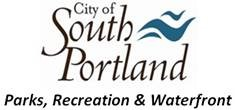 City of
South
Portland
Parks, Recreation & Waterfront